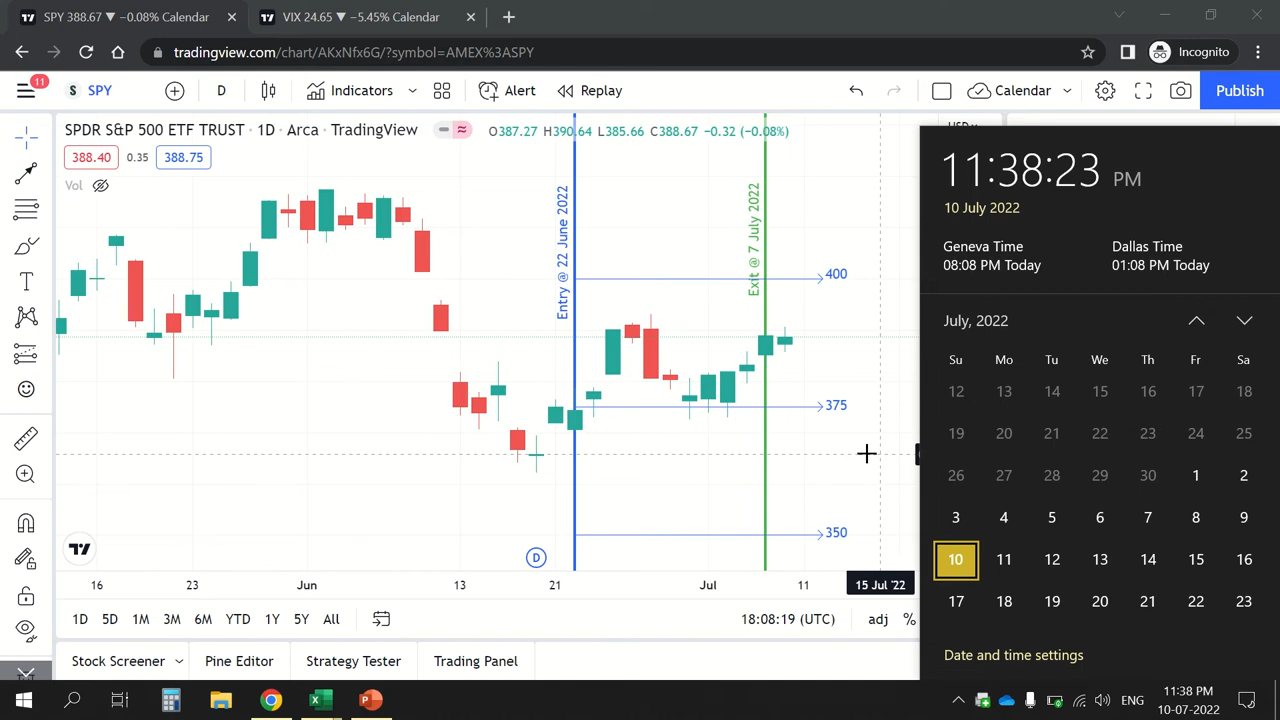 SPY 388.67 ▼ −0.08% Calendar
VIX 24.65 ▼ −5.45% Calendar
tradingview.com/chart/AKxNfx6G/?symbol=AMEX%3ASPY
Incognito
11
S SPY
D
Indicators
Alert
Replay
Calendar
Publish
SPDR S&P 500 ETF TRUST · 1D · Arca · TradingView
O387.27 H390.64 L385.66 C388.67 −0.32 (−0.08%)
388.40
0.35
388.75
Vol
Entry @ 22 June 2022
Exit @ 7 July 2022
400
375
350
D
16
23
Jun
13
21
Jul
11
15 Jul '22
1D 5D 1M 3M 6M YTD 1Y 5Y All
18:08:19 (UTC)
adj
%
Stock Screener
Pine Editor
Strategy Tester
Trading Panel
11:38:23 PM
10 July 2022
Geneva Time
08:08 PM Today
Dallas Time
01:08 PM Today
July, 2022
Su Mo Tu We Th Fr Sa
12 13 14 15 16 17 18
19 20 21 22 23 24 25
26 27 28 29 30 1 2
3 4 5 6 7 8 9
10 11 12 13 14 15 16
17 18 19 20 21 22 23
Date and time settings
ENG
11:38 PM
10-07-2022